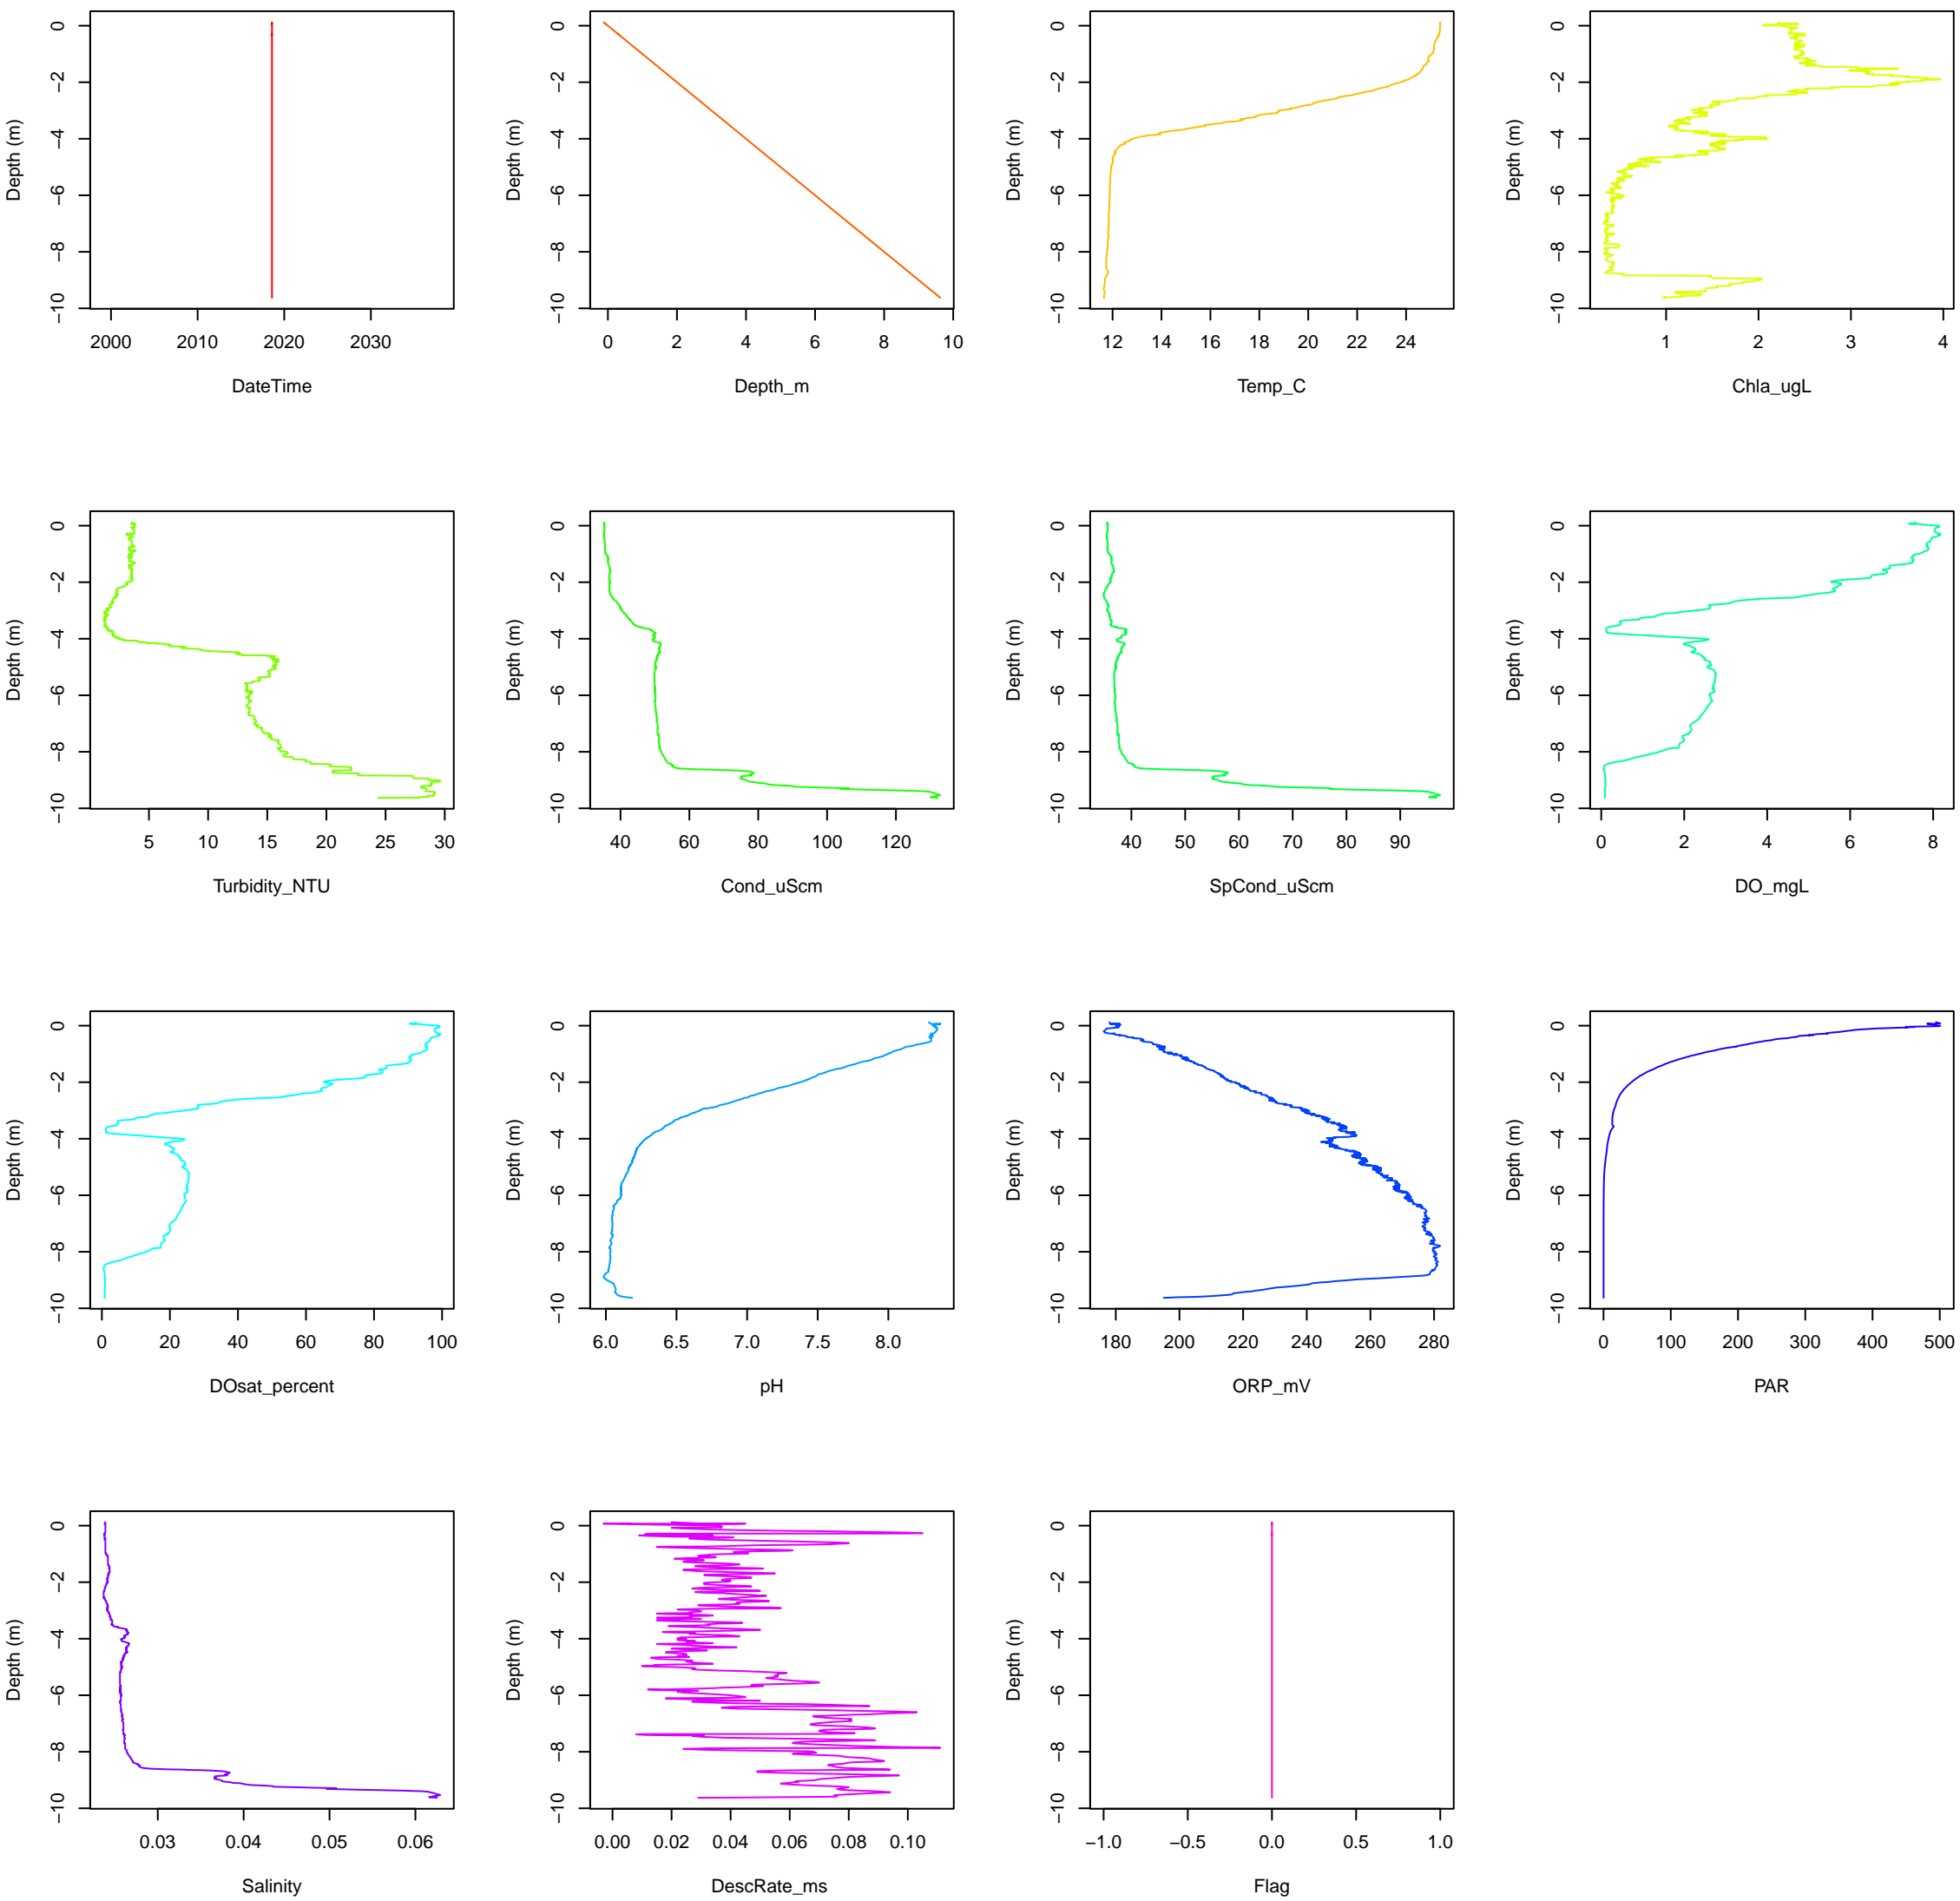 Depth (m)
0
−2
−4
−6
−8
−10
2000 2010 2020 2030
DateTime
Depth (m)
0
−2
−4
−6
−8
−10
0 2 4 6 8 10
Depth_m
Depth (m)
0
−2
−4
−6
−8
−10
12 14 16 18 20 22 24
Temp_C
Depth (m)
0
−2
−4
−6
−8
−10
1 2 3 4
Chla_ugL
Depth (m)
0
−2
−4
−6
−8
−10
5 10 15 20 25 30
Turbidity_NTU
Depth (m)
0
−2
−4
−6
−8
−10
40 60 80 100 120
Cond_uScm
Depth (m)
0
−2
−4
−6
−8
−10
40 50 60 70 80 90
SpCond_uScm
Depth (m)
0
−2
−4
−6
−8
−10
0 2 4 6 8
DO_mgL
Depth (m)
0
−2
−4
−6
−8
−10
0 20 40 60 80 100
DOsat_percent
Depth (m)
0
−2
−4
−6
−8
−10
6.0 6.5 7.0 7.5 8.0
pH
Depth (m)
0
−2
−4
−6
−8
−10
180 200 220 240 260 280
ORP_mV
Depth (m)
0
−2
−4
−6
−8
−10
0 100 200 300 400 500
PAR
Depth (m)
0
−2
−4
−6
−8
−10
0.03 0.04 0.05 0.06
Salinity
Depth (m)
0
−2
−4
−6
−8
−10
0.00 0.02 0.04 0.06 0.08 0.10
DescRate_ms
Depth (m)
0
−2
−4
−6
−8
−10
−1.0 −0.5 0.0 0.5 1.0
Flag